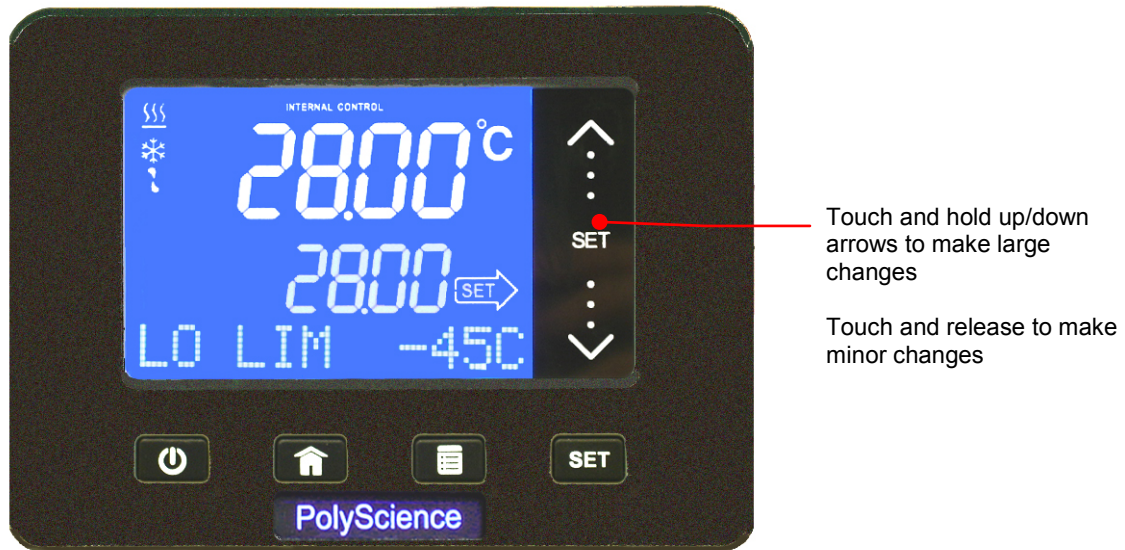 INTERNAL CONTROL
28.00°C
28.00 SET
LO LIM -45C
SET
SET
PolyScience
Touch and hold up/down
arrows to make large
changes
Touch and release to make
minor changes